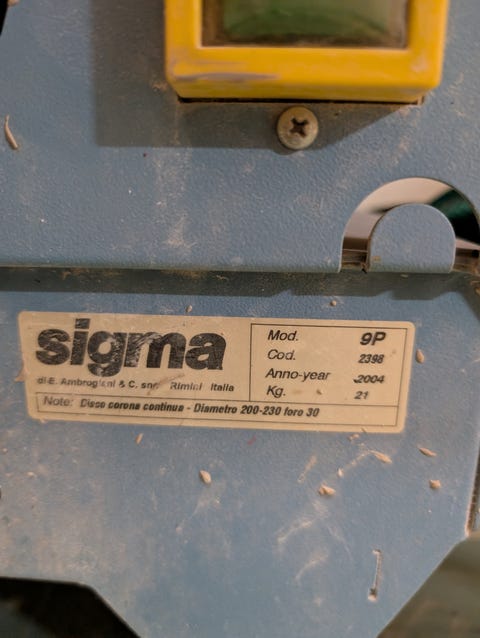 sigma
di E. Ambrogiani & C. snc Rimini Italia
Mod. 9P
Cod. 2398
Anno-year 2004
Kg. 21
Note: Disco corona continua - Diametro 200-230 foro 30